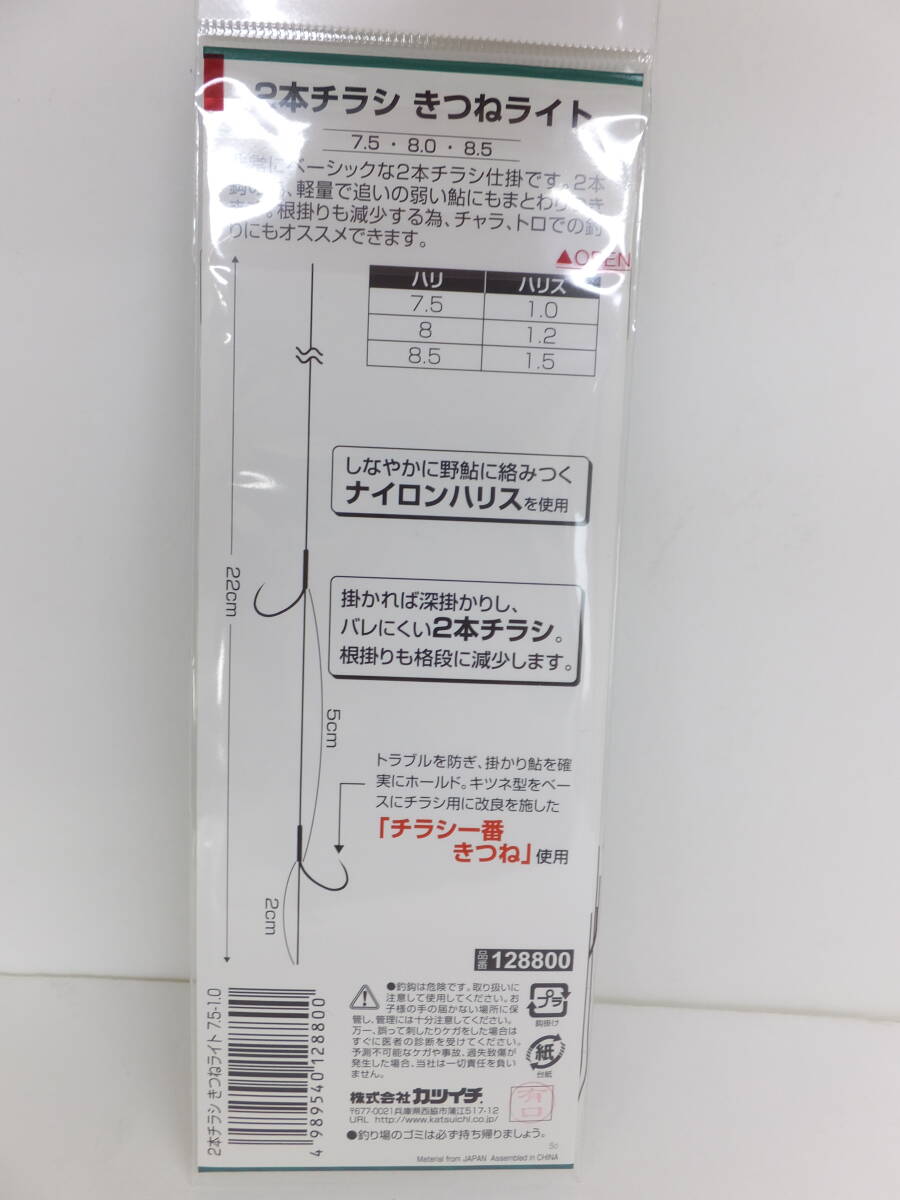 2本チラシ きつねライト
7.5・8.0・8.5
にベーシックな2本チラシ仕掛です。2本
、軽量で追いの弱い鮎にもまとわりつき
。根掛りも減少する為、チャラ、トロでの釣
りにもオススメできます。
▲OPEN
ハリ ハリス
7.5 1.0
8 1.2
8.5 1.5
しなやかに野鮎に絡みつく
ナイロンハリスを使用
22cm
掛かれば深掛かりし、
バレにくい2本チラシ。
根掛りも格段に減少します。
5cm
トラブルを防ぎ、掛かり鮎を確
実にホールド。キツネ型をベー
スにチラシ用に改良を施した
「チラシ一番
きつね」使用
2cm
品番 128800
●釣鈎は危険です。取り扱いに
注意して使用してください。お
子様の手の届かない場所に保
管し、管理には十分注意してください。
万一、誤って刺したりケガをした場合は
すぐに医者の診断を受けてください。
予測不可能なケガや事故、過失致傷が
発生した場合、当社は一切責任を負い
ません。
プラ
鈎掛け
紙
台紙
株式会社 カツイチ
〒677-0021兵庫県西脇市蒲江517-12
URL http://www.katsuichi.co.jp/
●釣り場のゴミは必ず持ち帰りましょう。
Material from JAPAN Assembled in CHINA
2本チラシ きつねライト 7.5-1.0
4989540128800